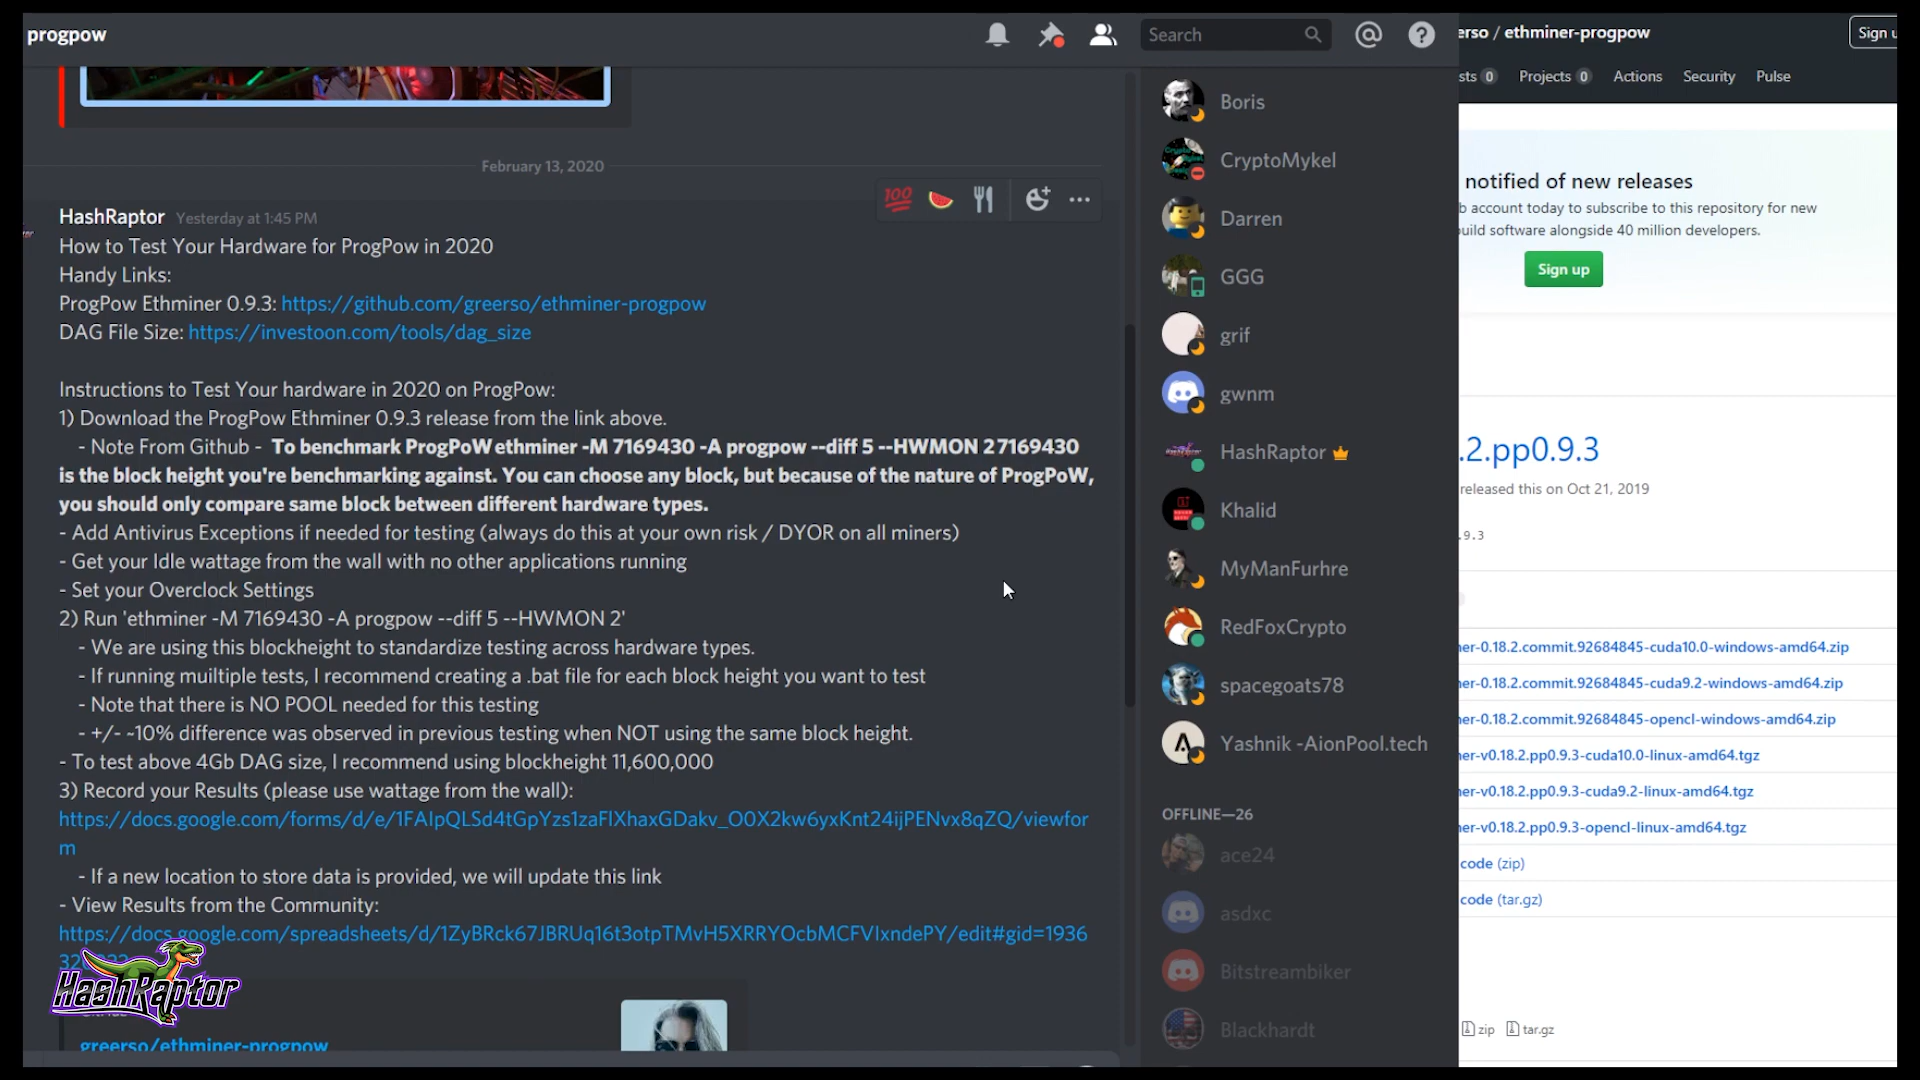 progpow
Search
February 13, 2020
HashRaptor Yesterday at 1:45 PM
How to Test Your Hardware for ProgPow in 2020
Handy Links:
ProgPow Ethminer 0.9.3: https://github.com/greerso/ethminer-progpow
DAG File Size: https://investoon.com/tools/dag_size
Instructions to Test Your hardware in 2020 on ProgPow:
1) Download the ProgPow Ethminer 0.9.3 release from the link above.
- Note From Github - To benchmark ProgPoW ethminer -M 7169430 -A progpow --diff 5 --HWMON 2 7169430
is the block height you're benchmarking against. You can choose any block, but because of the nature of ProgPoW,
you should only compare same block between different hardware types.
- Add Antivirus Exceptions if needed for testing (always do this at your own risk / DYOR on all miners)
- Get your Idle wattage from the wall with no other applications running
- Set your Overclock Settings
2) Run 'ethminer -M 7169430 -A progpow --diff 5 --HWMON 2'
- We are using this blockheight to standardize testing across hardware types.
- If running muiltiple tests, I recommend creating a .bat file for each block height you want to test
- Note that there is NO POOL needed for this testing
- +/- ~10% difference was observed in previous testing when NOT using the same block height.
- To test above 4Gb DAG size, I recommend using blockheight 11,600,000
3) Record your Results (please use wattage from the wall):
https://docs.google.com/forms/d/e/1FAIpQLSd4tGpYzs1zaFlXhaxGDakv_O0X2kw6yxKnt24ijPENvx8qZQ/viewfor
m
- If a new location to store data is provided, we will update this link
- View Results from the Community:
https://docs.google.com/spreadsheets/d/1ZyBRck67JBRUq16t3otpTMvH5XRRYOcbMCFVIxndePY/edit#gid=1936
HashRaptor
greerso/ethminer-progpow
Boris
CryptoMykel
Darren
GGG
grif
gwnm
HashRaptor
Khalid
MyManFurhre
RedFoxCrypto
spacegoats78
Yashnik -AionPool.tech
OFFLINE—26
ace24
asdxc
Bitstreambiker
Blackhardt
erso / ethminer-progpow
Sign u
sts 0 Projects 0 Actions Security Pulse
notified of new releases
b account today to subscribe to this repository for new
uild software alongside 40 million developers.
Sign up
.2.pp0.9.3
released this on Oct 21, 2019
.9.3
ner-0.18.2.commit.92684845-cuda10.0-windows-amd64.zip
ner-0.18.2.commit.92684845-cuda9.2-windows-amd64.zip
ner-0.18.2.commit.92684845-opencl-windows-amd64.zip
ner-v0.18.2.pp0.9.3-cuda10.0-linux-amd64.tgz
ner-v0.18.2.pp0.9.3-cuda9.2-linux-amd64.tgz
ner-v0.18.2.pp0.9.3-opencl-linux-amd64.tgz
code (zip)
code (tar.gz)
zip tar.gz